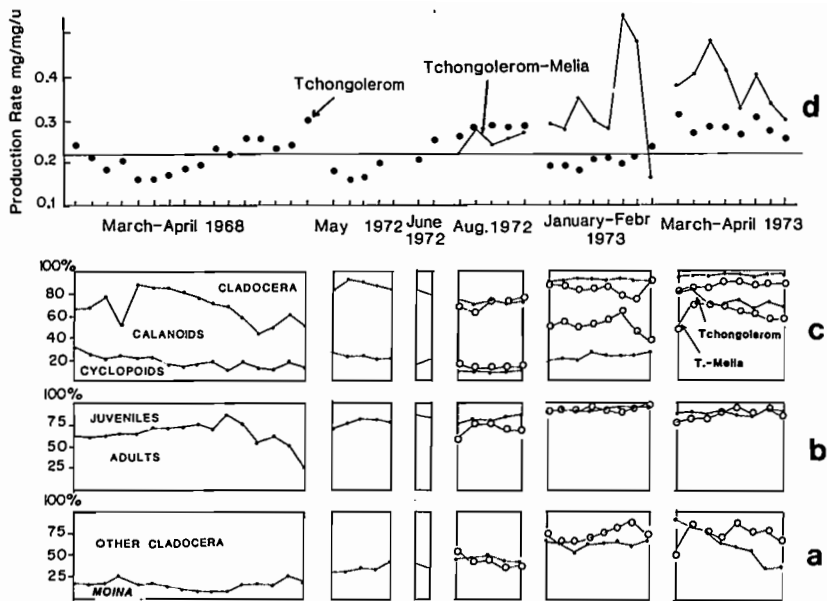 Production Rate mg/mg/u
0.4
0.3
0.2
0.1
Tchongolerom
Tchongolerom-Melia
d
March-April 1968
May 1972
June 1972
Aug. 1972
January-Febr 1973
March-April 1973
100%
80
60
40
20
CLADOCERA
CALANOIDS
CYCLOPOIDS
Tchongolerom
T.-Melia
c
100%
75
50
25
JUVENILES
ADULTS
b
100%
75
50
25
OTHER CLADOCERA
MOINA
a